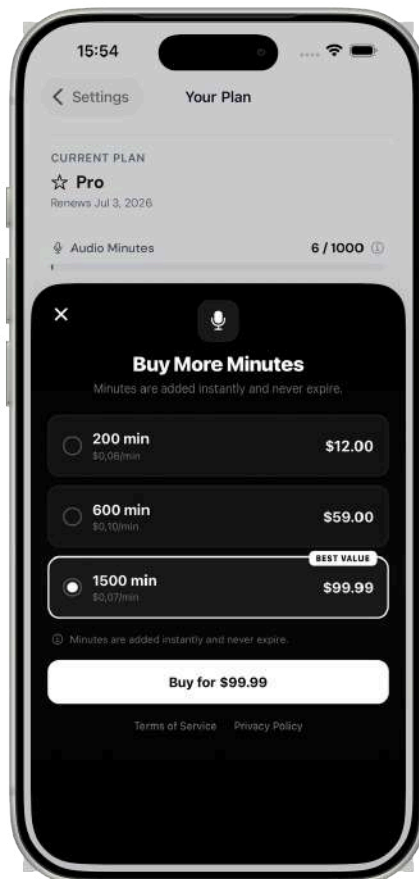 15:54
Settings
Your Plan
CURRENT PLAN
Pro
Renews Jul 3, 2026
Audio Minutes
6 / 1000
Buy More Minutes
Minutes are added instantly and never expire.
200 min
$12.00
$0,06/min
600 min
$59.00
$0,10/min
BEST VALUE
1500 min
$99.99
$0,07/min
Minutes are added instantly and never expire.
Buy for $99.99
Terms of Service Privacy Policy